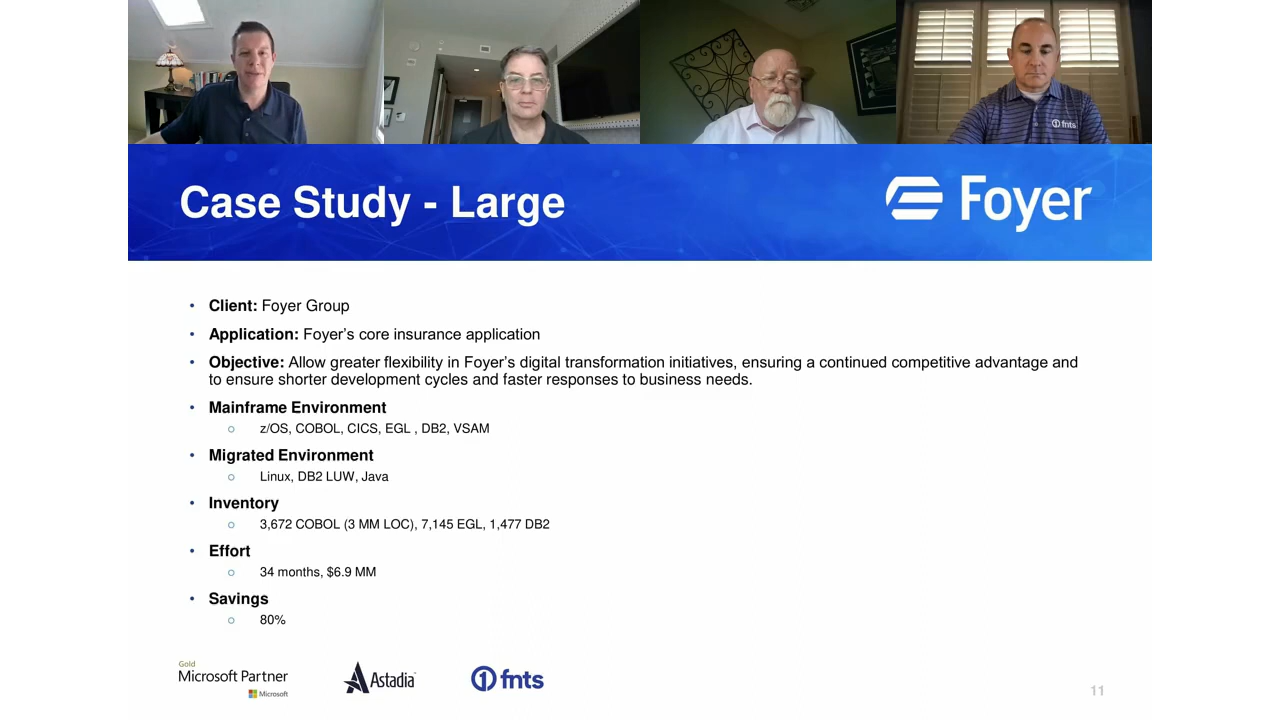 fnts
Case Study - Large
Foyer
• Client: Foyer Group
• Application: Foyer's core insurance application
• Objective: Allow greater flexibility in Foyer's digital transformation initiatives, ensuring a continued competitive advantage and
to ensure shorter development cycles and faster responses to business needs.
• Mainframe Environment
○ z/OS, COBOL, CICS, EGL , DB2, VSAM
• Migrated Environment
○ Linux, DB2 LUW, Java
• Inventory
○ 3,672 COBOL (3 MM LOC), 7,145 EGL, 1,477 DB2
• Effort
○ 34 months, $6.9 MM
• Savings
○ 80%
Gold
Microsoft Partner
Microsoft
Astadia
1 fnts
11